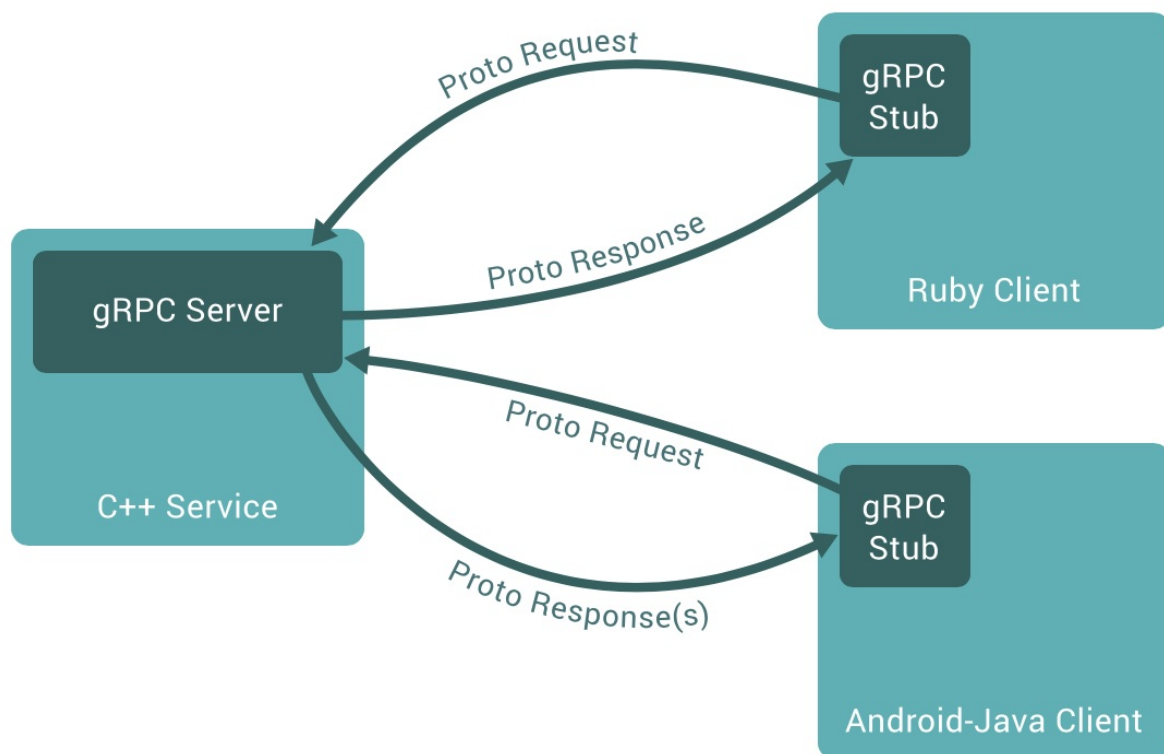 Proto Request
gRPC
Stub
Proto Response
Ruby Client
gRPC Server
C++ Service
Proto Request
gRPC
Stub
Proto Response(s)
Android-Java Client